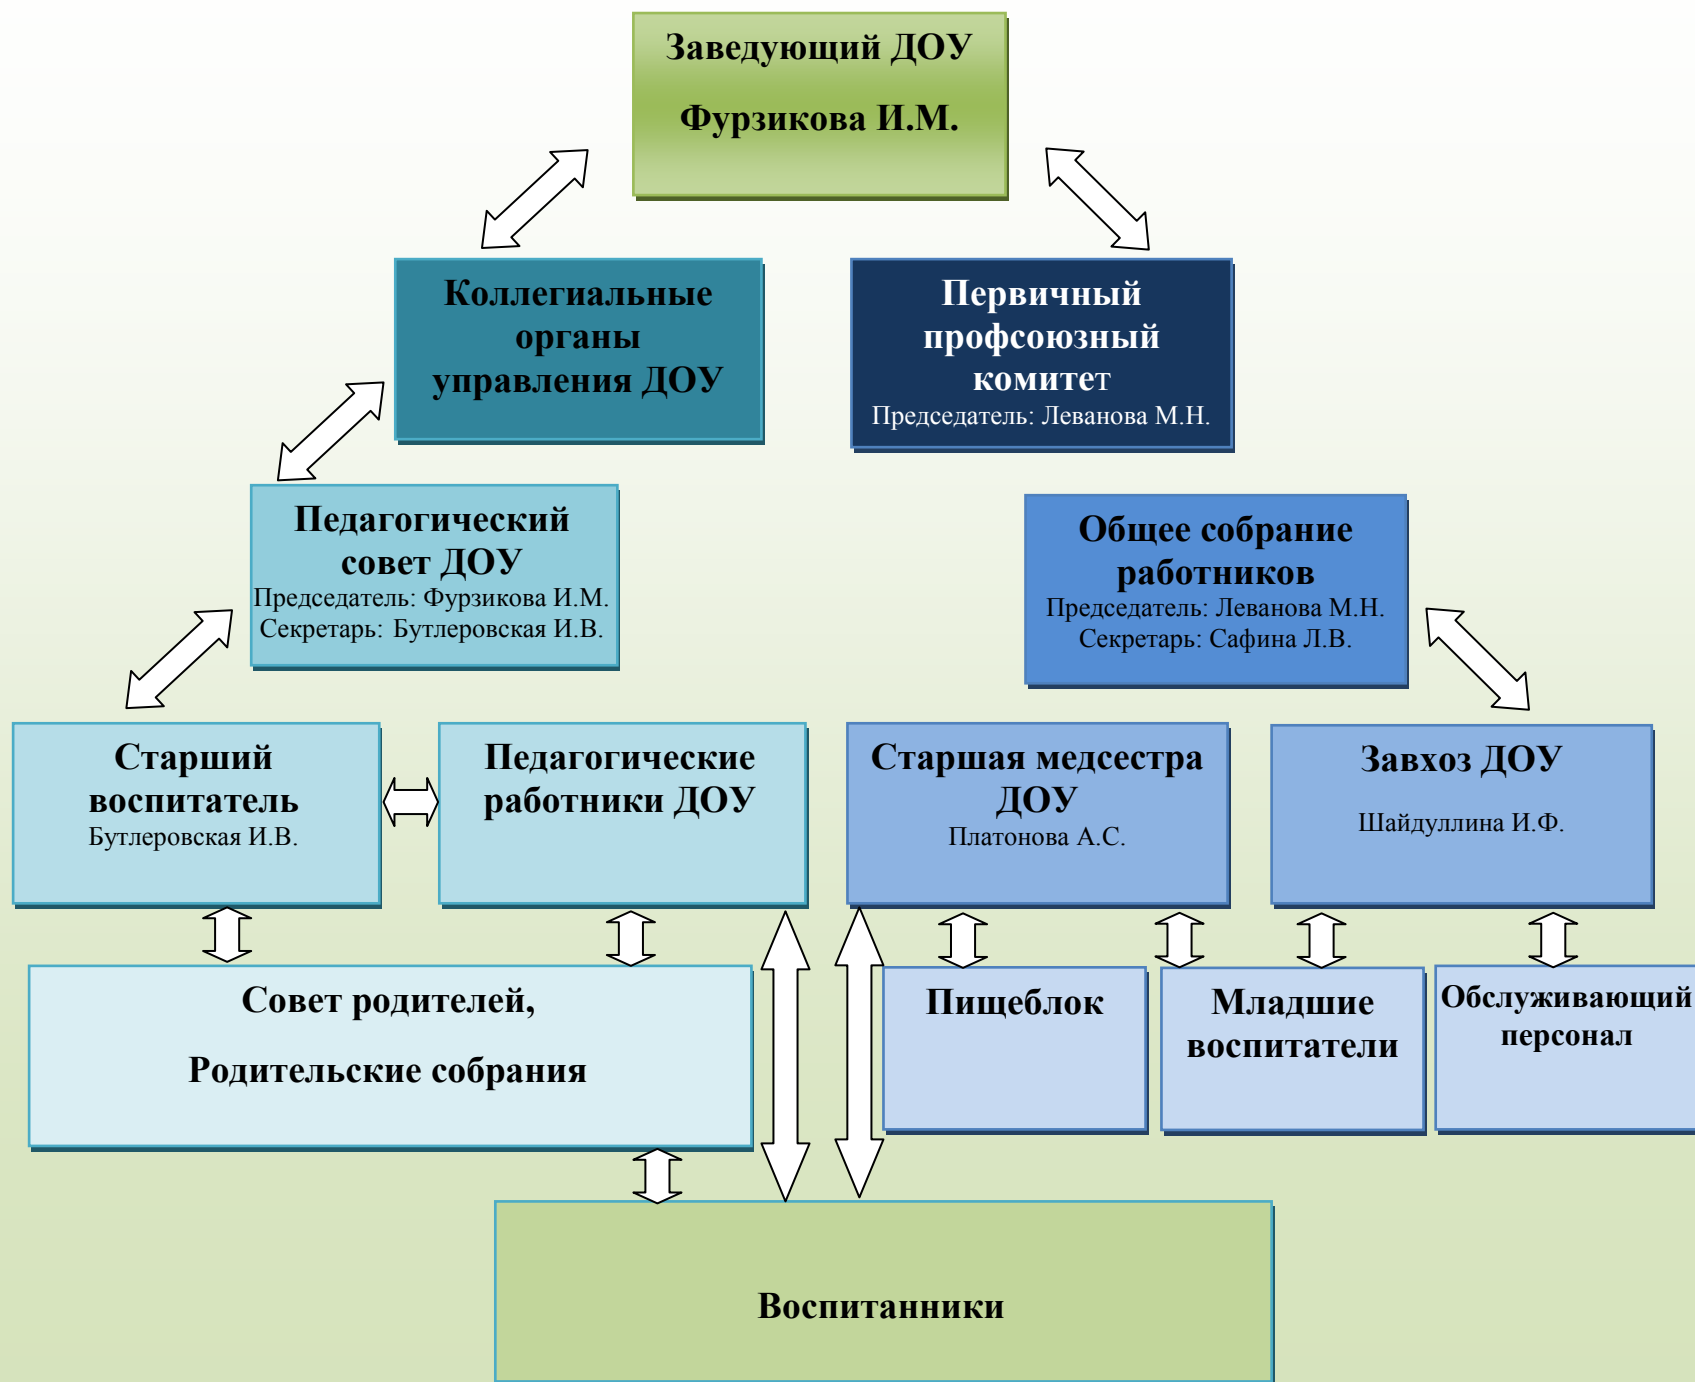 Заведующий ДОУ
Фурзикова И.М.
Коллегиальные
органы
управления ДОУ
Первичный
профсоюзный
комитет
Председатель: Леванова М.Н.
Педагогический
совет ДОУ
Председатель: Фурзикова И.М.
Секретарь: Бутлеровская И.В.
Общее собрание
работников
Председатель: Леванова М.Н.
Секретарь: Сафина Л.В.
Старший
воспитатель
Бутлеровская И.В.
Педагогические
работники ДОУ
Старшая медсестра
ДОУ
Платонова А.С.
Завхоз ДОУ
Шайдуллина И.Ф.
Совет родителей,
Родительские собрания
Пищеблок
Младшие
воспитатели
Обслуживающий
персонал
Воспитанники